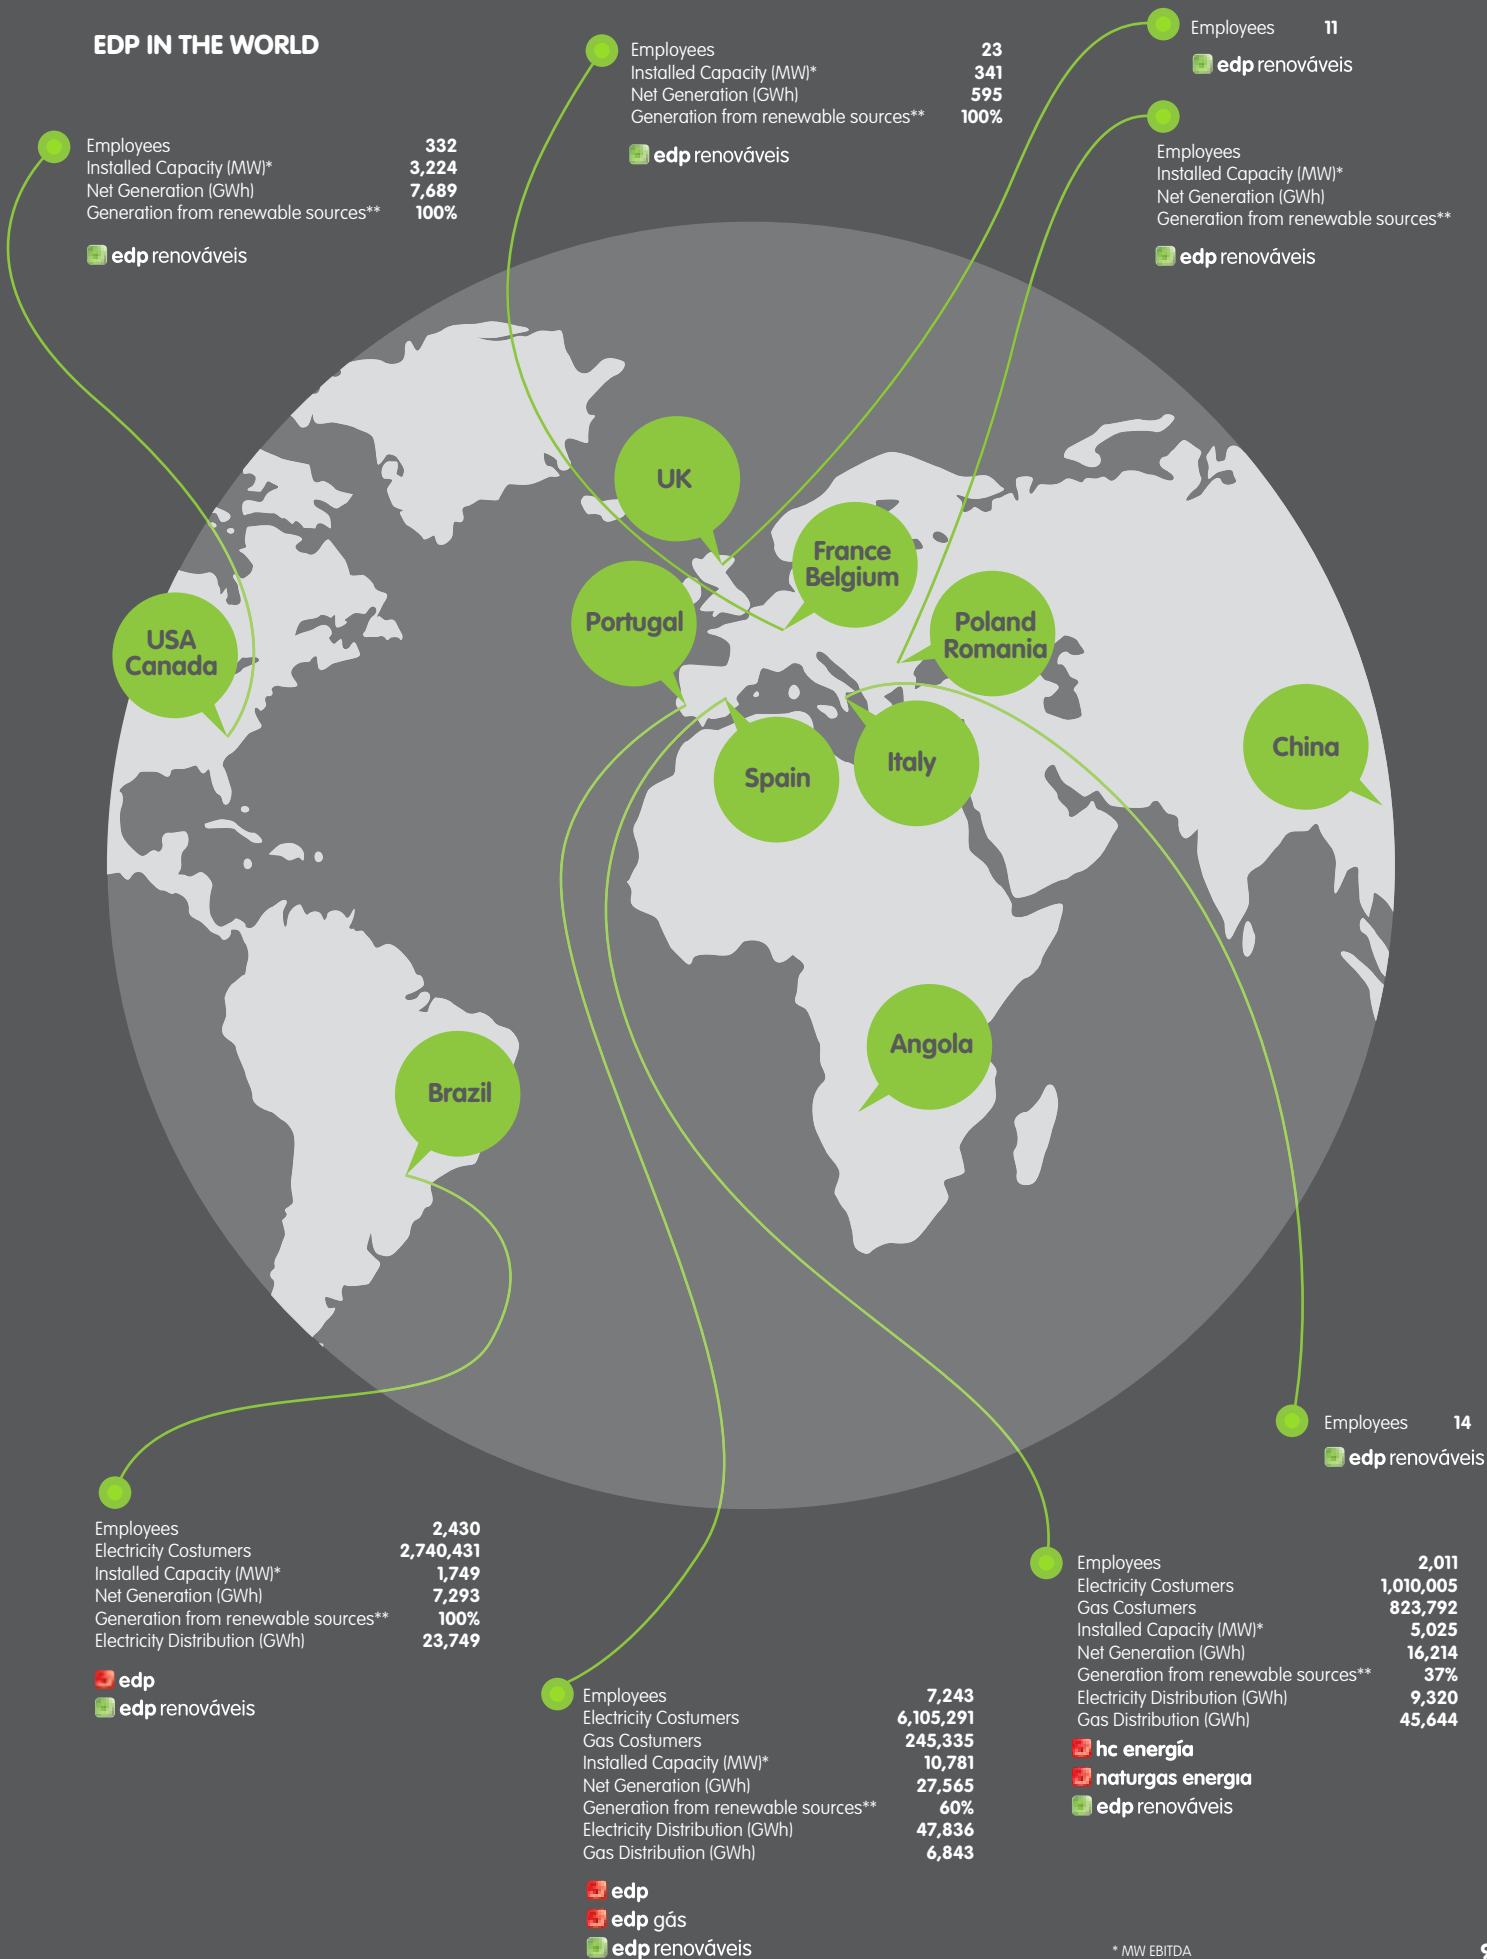 EDP IN THE WORLD
Employees 11
edp renováveis
Employees 23
Installed Capacity (MW)* 341
Net Generation (GWh) 595
Generation from renewable sources** 100%
edp renováveis
Employees 332
Installed Capacity (MW)* 3,224
Net Generation (GWh) 7,689
Generation from renewable sources** 100%
edp renováveis
Employees
Installed Capacity (MW)*
Net Generation (GWh)
Generation from renewable sources**
edp renováveis
UK
France
Belgium
Portugal
Poland
Romania
USA
Canada
China
Italy
Spain
Angola
Brazil
Employees 14
edp renováveis
Employees 2,430
Electricity Costumers 2,740,431
Installed Capacity (MW)* 1,749
Net Generation (GWh) 7,293
Generation from renewable sources** 100%
Electricity Distribution (GWh) 23,749
edp
edp renováveis
Employees 2,011
Electricity Costumers 1,010,005
Gas Costumers 823,792
Installed Capacity (MW)* 5,025
Net Generation (GWh) 16,214
Generation from renewable sources** 37%
Electricity Distribution (GWh) 9,320
Gas Distribution (GWh) 45,644
hc energía
naturgas energıa
edp renováveis
Employees 7,243
Electricity Costumers 6,105,291
Gas Costumers 245,335
Installed Capacity (MW)* 10,781
Net Generation (GWh) 27,565
Generation from renewable sources** 60%
Electricity Distribution (GWh) 47,836
Gas Distribution (GWh) 6,843
edp
edp gás
edp renováveis
* MW EBITDA